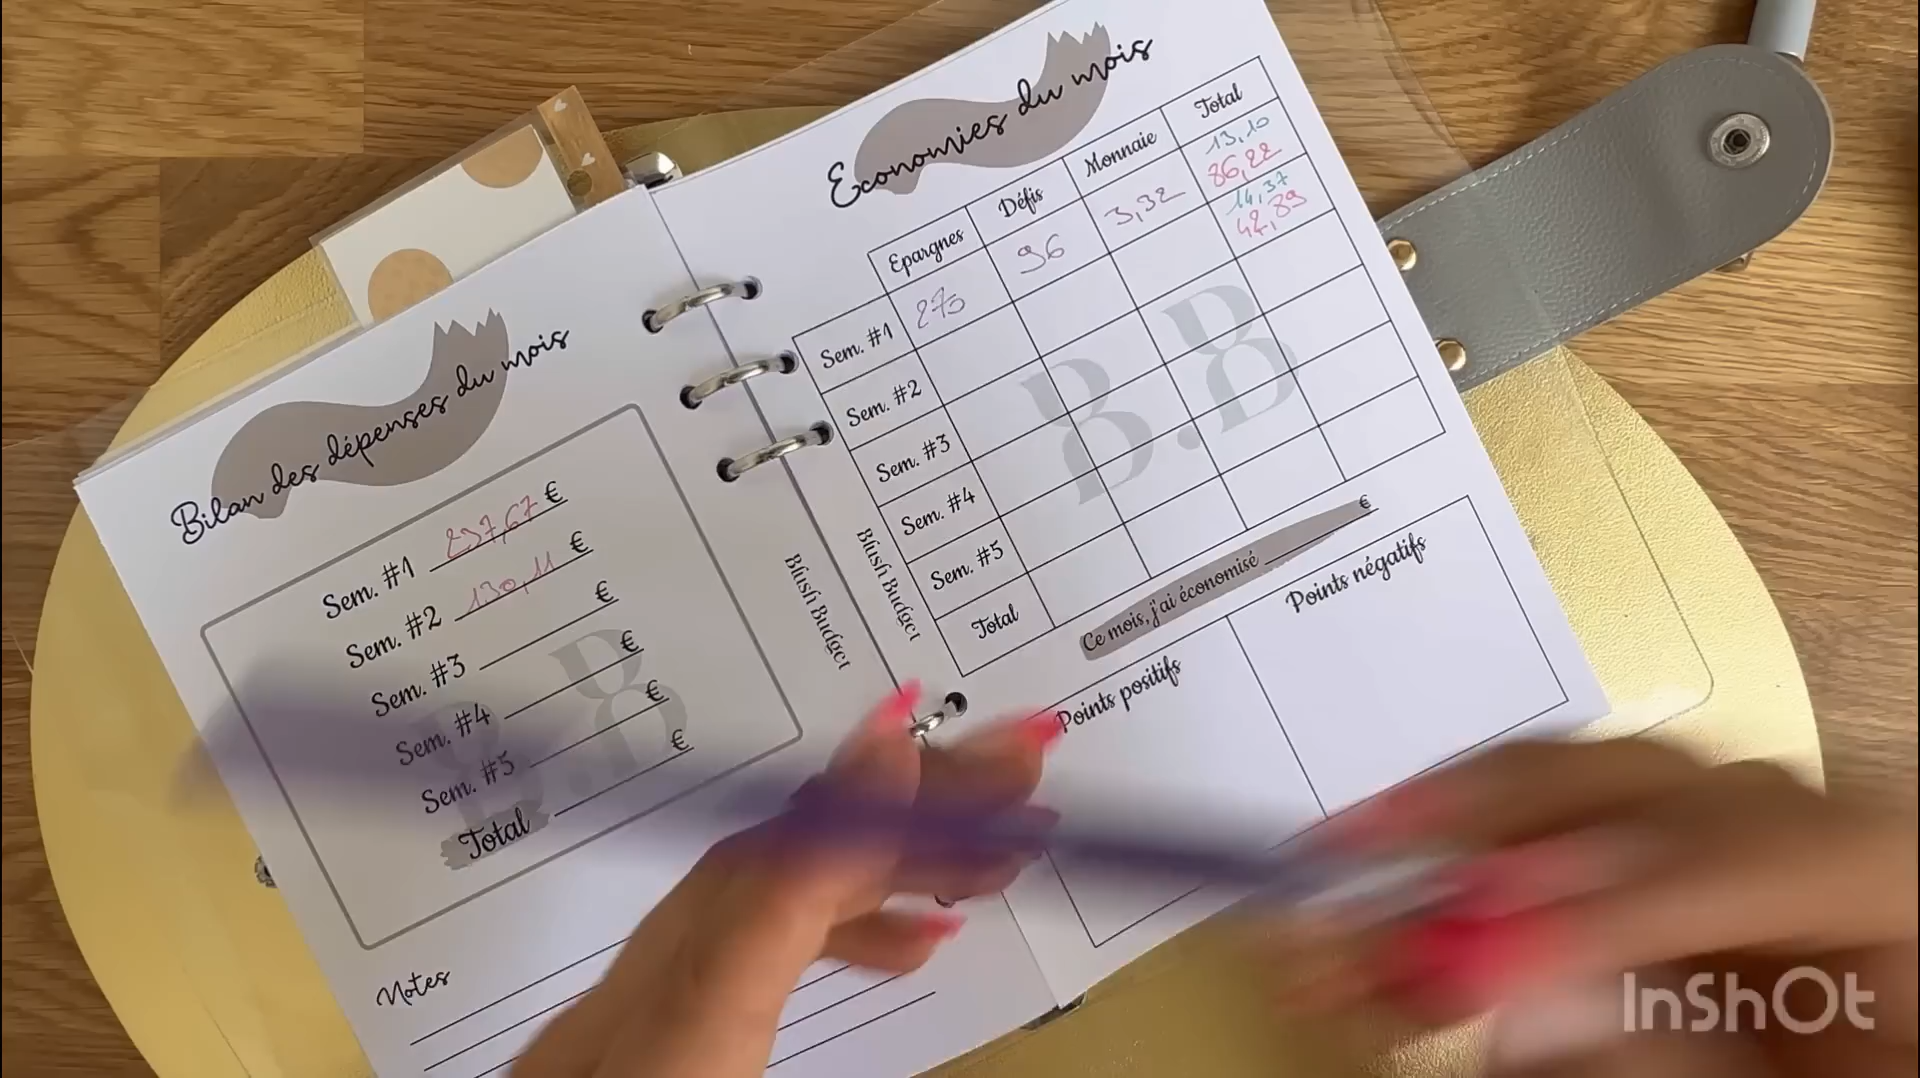 Bilan des dépenses du mois
Sem. #1 237,67 €
Sem. #2 130,11 €
Sem. #3 €
Sem. #4 €
Sem. #5 €
Total €
B.B
Notes
Blush Budget
Blush Budget
Economies du mois
Epargnes Défis Monnaie Total
13,10
Sem. #1 275 96 3,32 86,22
14,37
Sem. #2 42,89
Sem. #3
Sem. #4
Sem. #5
Total
B.B
Ce mois, j'ai économisé €
Points positifs Points négatifs
InShOt